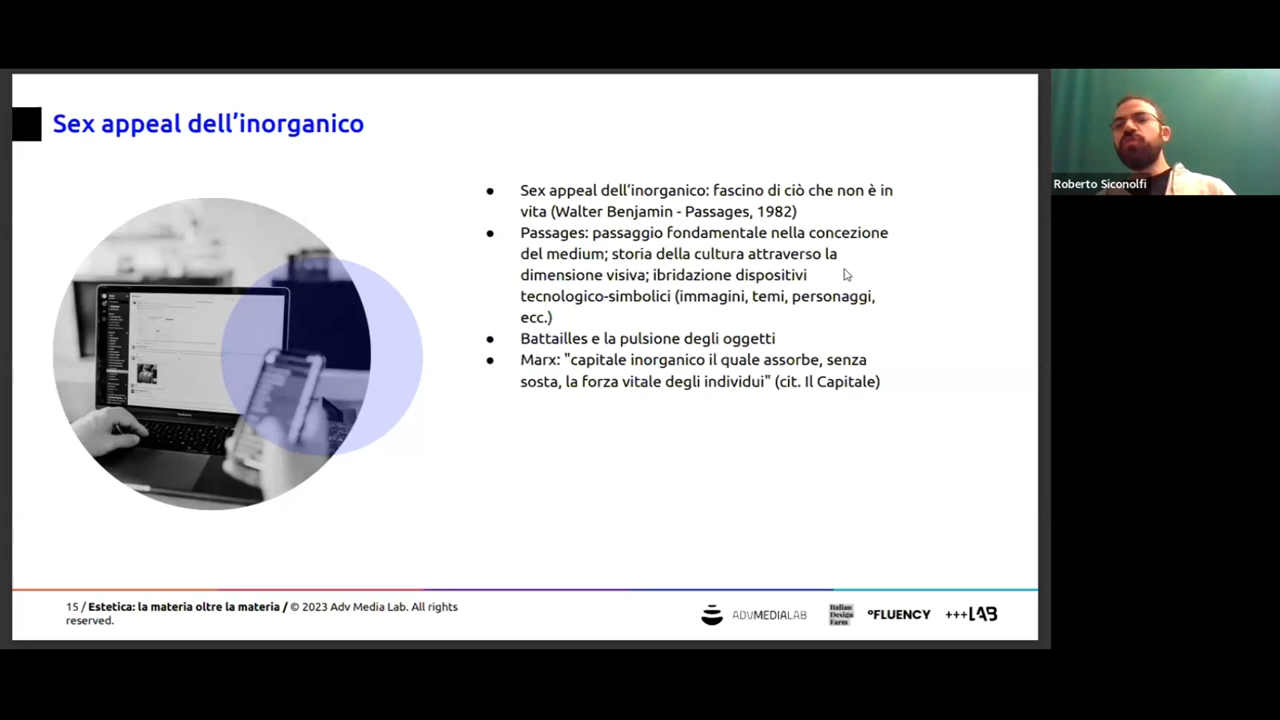 Sex appeal dell'inorganico
● Sex appeal dell'inorganico: fascino di ciò che non è in
vita (Walter Benjamin - Passages, 1982)
● Passages: passaggio fondamentale nella concezione
del medium; storia della cultura attraverso la
dimensione visiva; ibridazione dispositivi
tecnologico-simbolici (immagini, temi, personaggi,
ecc.)
● Battailles e la pulsione degli oggetti
● Marx: "capitale inorganico il quale assorbe, senza
sosta, la forza vitale degli individui" (cit. Il Capitale)
Roberto Siconolfi
15 / Estetica: la materia oltre la materia / © 2023 Adv Media Lab. All rights
reserved.
ADVMEDIALAB
Italian
Design
Farm
°FLUENCY
+++LAB